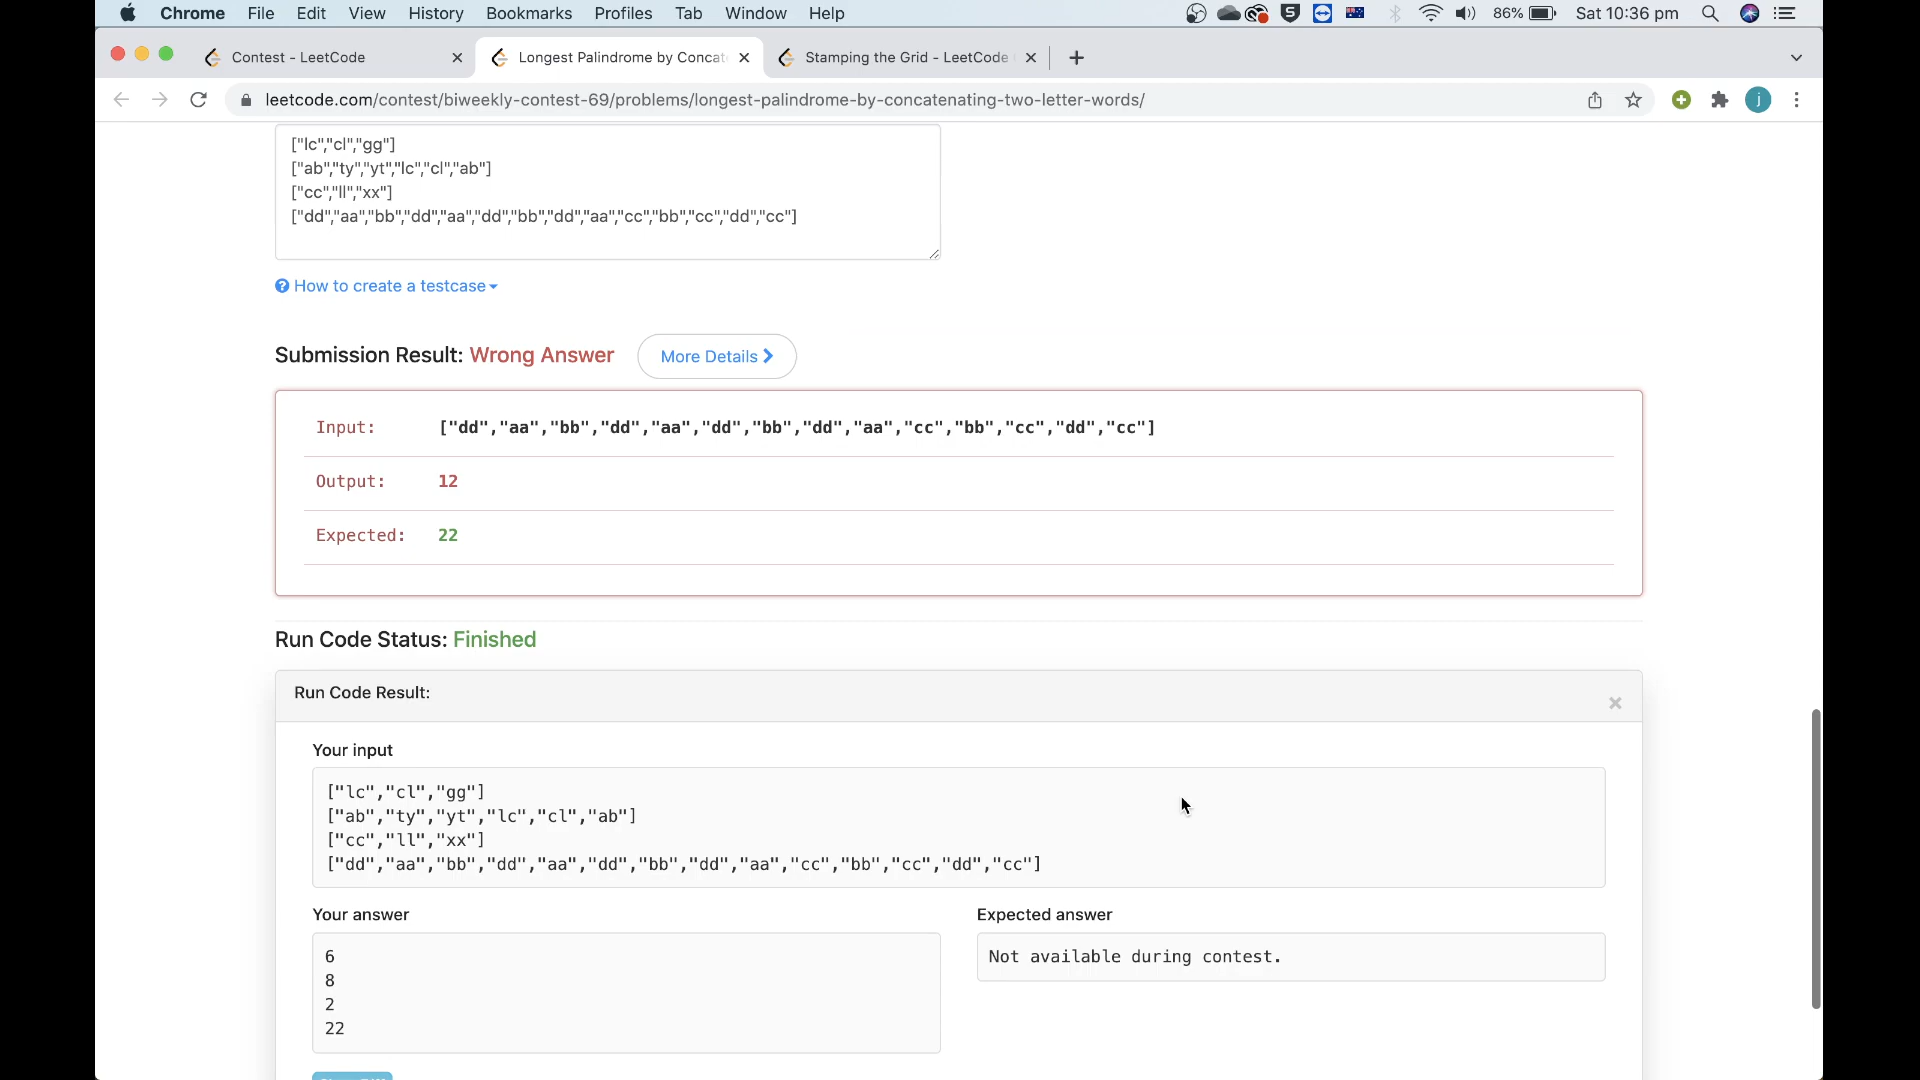 Chrome File Edit View History Bookmarks Profiles Tab Window Help 86% Sat 10:36 pm
Contest - LeetCode Longest Palindrome by Concat Stamping the Grid - LeetCode
leetcode.com/contest/biweekly-contest-69/problems/longest-palindrome-by-concatenating-two-letter-words/ j
["lc","cl","gg"]
["ab","ty","yt","lc","cl","ab"]
["cc","ll","xx"]
["dd","aa","bb","dd","aa","dd","bb","dd","aa","cc","bb","cc","dd","cc"]
How to create a testcase
Submission Result: Wrong Answer More Details
Input: ["dd","aa","bb","dd","aa","dd","bb","dd","aa","cc","bb","cc","dd","cc"]
Output: 12
Expected: 22
Run Code Status: Finished
Run Code Result: ×
Your input
["lc","cl","gg"]
["ab","ty","yt","lc","cl","ab"]
["cc","ll","xx"]
["dd","aa","bb","dd","aa","dd","bb","dd","aa","cc","bb","cc","dd","cc"]
Your answer Expected answer
6 Not available during contest.
8
2
22